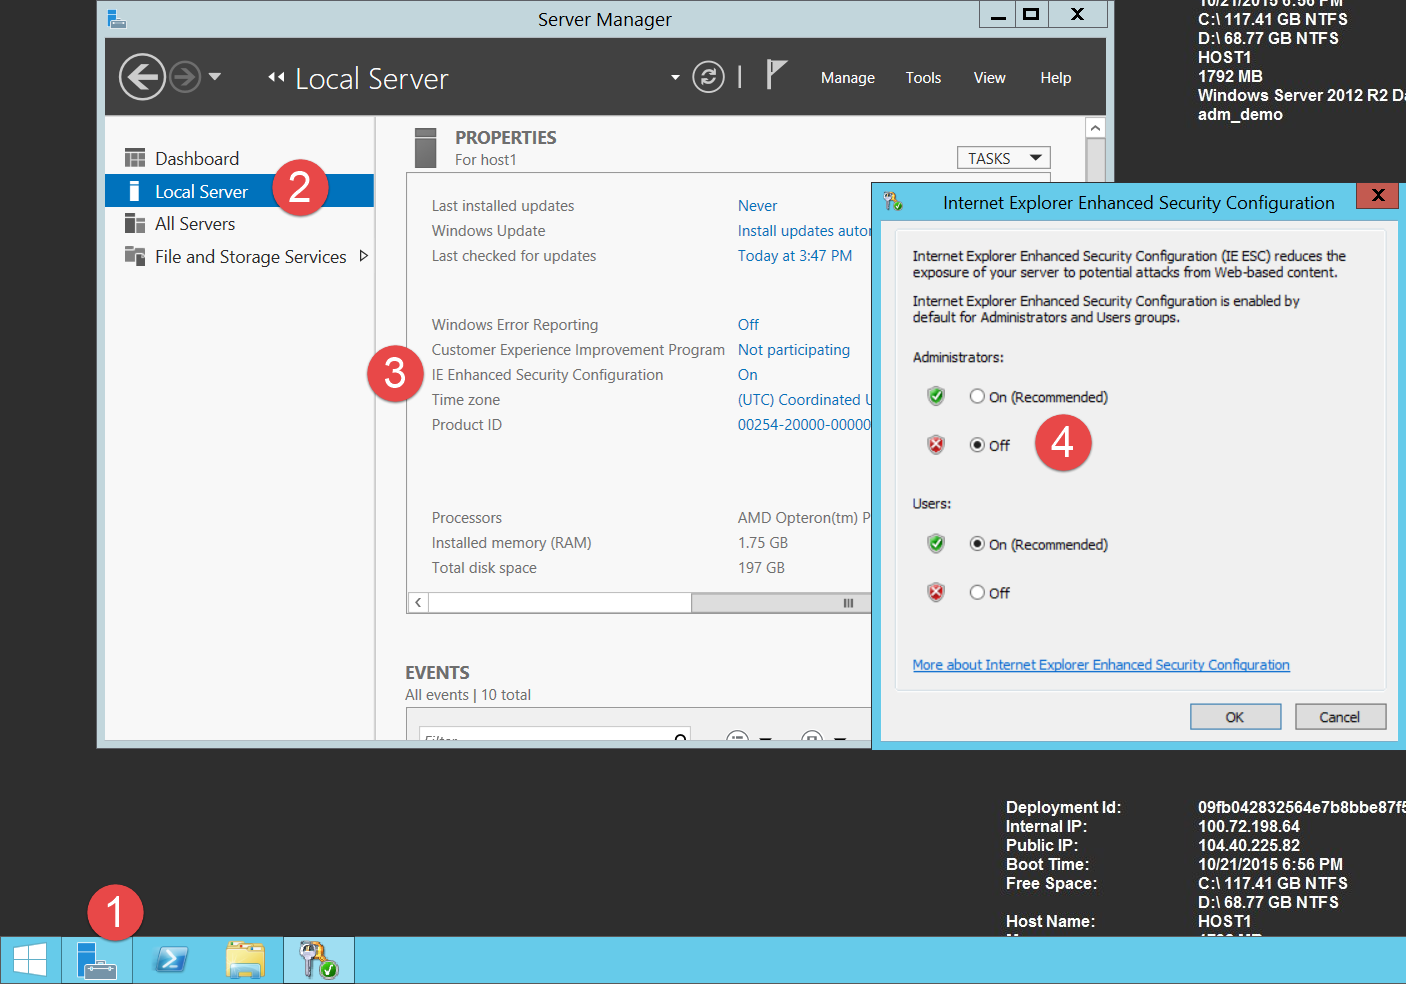 Server Manager
Local Server
Manage Tools View Help
10/21/2015 6:56 PM
C:\ 117.41 GB NTFS
D:\ 68.77 GB NTFS
HOST1
1792 MB
Windows Server 2012 R2
adm_demo
Dashboard
Local Server
All Servers
File and Storage Services
2
PROPERTIES
For host1
TASKS
Last installed updates Never
Windows Update Install updates
Last checked for updates Today at 3:47 PM
Windows Error Reporting Off
Customer Experience Improvement Program Not participating
3
IE Enhanced Security Configuration On
Time zone (UTC) Coordinated
Product ID 00254-20000-00000
Processors AMD Opteron(tm) P
Installed memory (RAM) 1.75 GB
Total disk space 197 GB
EVENTS
All events | 10 total
Filter
Internet Explorer Enhanced Security Configuration
Internet Explorer Enhanced Security Configuration (IE ESC) reduces the
exposure of your server to potential attacks from Web-based content.
Internet Explorer Enhanced Security Configuration is enabled by
default for Administrators and Users groups.
Administrators:
On (Recommended)
Off
4
Users:
On (Recommended)
Off
More about Internet Explorer Enhanced Security Configuration
OK Cancel
Deployment Id: 09fb042832564e7b8bbe87f5
Internal IP: 100.72.198.64
Public IP: 104.40.225.82
Boot Time: 10/21/2015 6:56 PM
Free Space: C:\ 117.41 GB NTFS
D:\ 68.77 GB NTFS
Host Name: HOST1
1